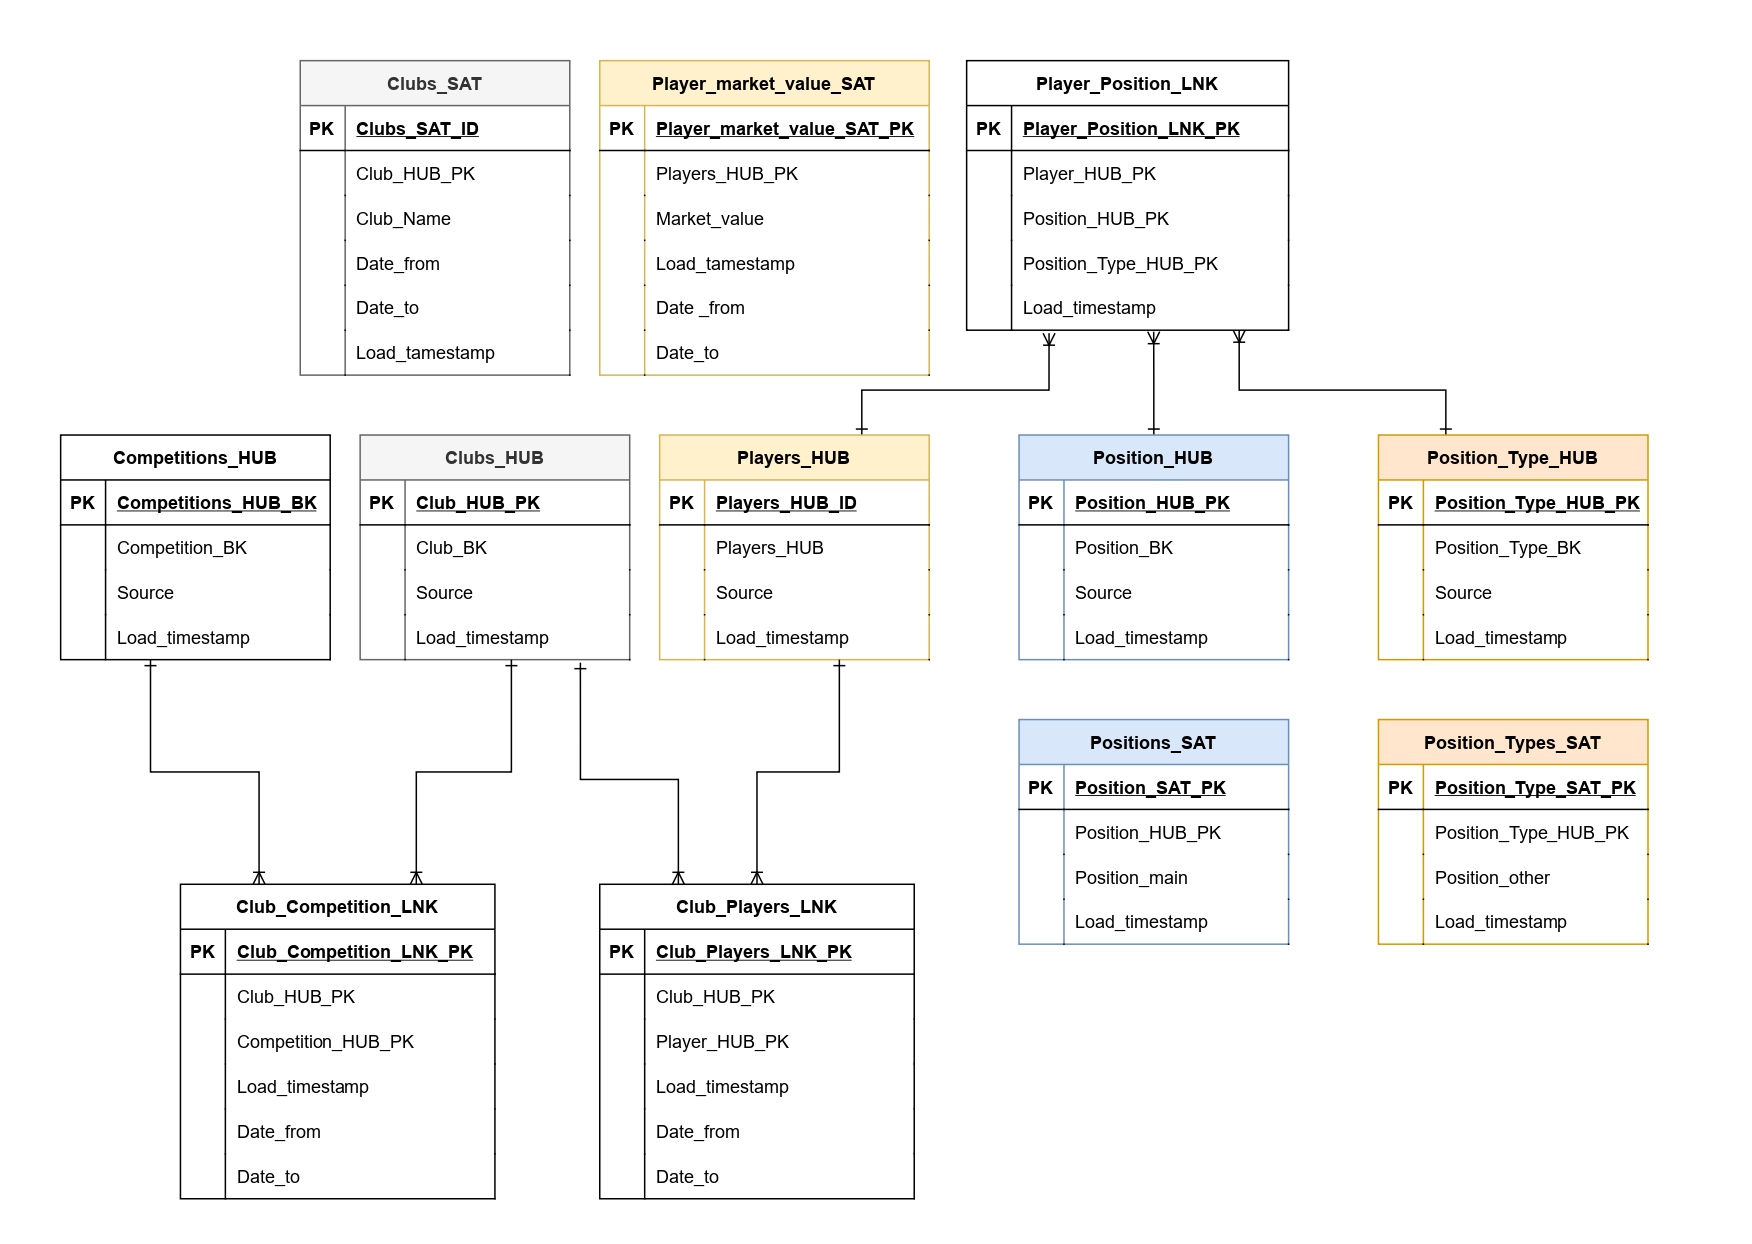 Clubs_SAT
PK Clubs_SAT_ID
Club_HUB_PK
Club_Name
Date_from
Date_to
Load_tamestamp
Player_market_value_SAT
PK Player_market_value_SAT_PK
Players_HUB_PK
Market_value
Load_tamestamp
Date _from
Date_to
Player_Position_LNK
PK Player_Position_LNK_PK
Player_HUB_PK
Position_HUB_PK
Position_Type_HUB_PK
Load_timestamp
Competitions_HUB
PK Competitions_HUB_BK
Competition_BK
Source
Load_timestamp
Clubs_HUB
PK Club_HUB_PK
Club_BK
Source
Load_timestamp
Players_HUB
PK Players_HUB_ID
Players_HUB
Source
Load_timestamp
Position_HUB
PK Position_HUB_PK
Position_BK
Source
Load_timestamp
Position_Type_HUB
PK Position_Type_HUB_PK
Position_Type_BK
Source
Load_timestamp
Positions_SAT
PK Position_SAT_PK
Position_HUB_PK
Position_main
Load_timestamp
Position_Types_SAT
PK Position_Type_SAT_PK
Position_Type_HUB_PK
Position_other
Load_timestamp
Club_Competition_LNK
PK Club_Competition_LNK_PK
Club_HUB_PK
Competition_HUB_PK
Load_timestamp
Date_from
Date_to
Club_Players_LNK
PK Club_Players_LNK_PK
Club_HUB_PK
Player_HUB_PK
Load_timestamp
Date_from
Date_to